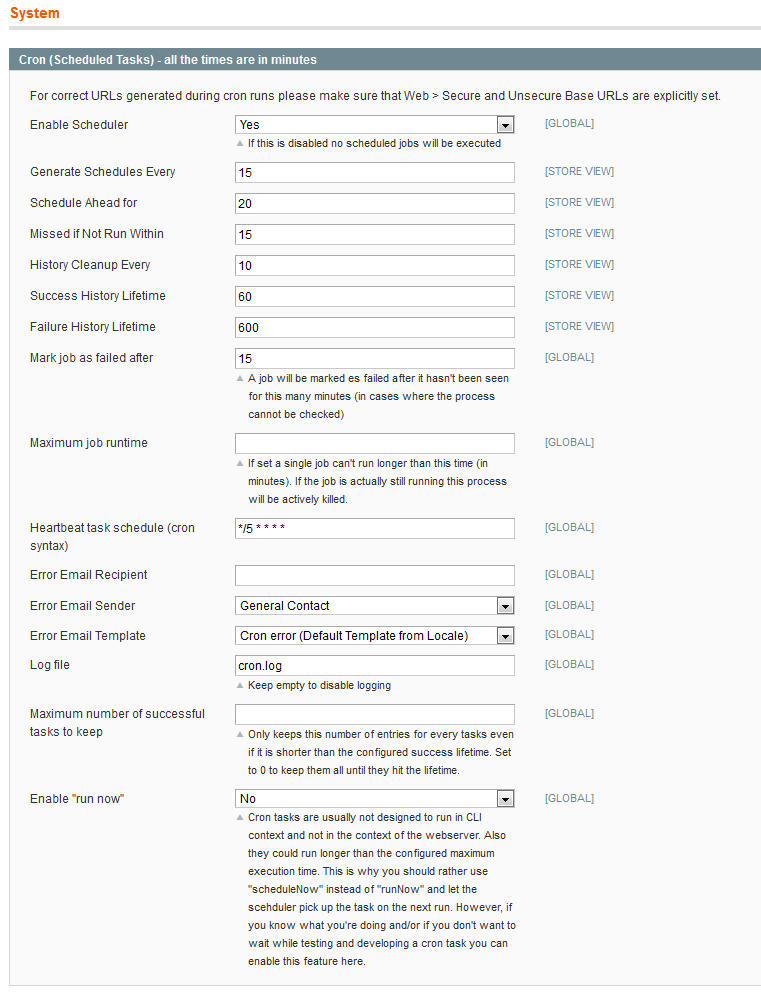 System
Cron (Scheduled Tasks) - all the times are in minutes
For correct URLs generated during cron runs please make sure that Web > Secure and Unsecure Base URLs are explicitly set.
Enable Scheduler Yes [GLOBAL]
If this is disabled no scheduled jobs will be executed
Generate Schedules Every 15 [STORE VIEW]
Schedule Ahead for 20 [STORE VIEW]
Missed if Not Run Within 15 [STORE VIEW]
History Cleanup Every 10 [STORE VIEW]
Success History Lifetime 60 [STORE VIEW]
Failure History Lifetime 600 [STORE VIEW]
Mark job as failed after 15 [GLOBAL]
A job will be marked es failed after it hasn't been seen
for this many minutes (in cases where the process
cannot be checked)
Maximum job runtime [GLOBAL]
If set a single job can't run longer than this time (in
minutes). If the job is actually still running this process
will be actively killed.
Heartbeat task schedule (cron
syntax) */5 * * * * [GLOBAL]
Error Email Recipient [GLOBAL]
Error Email Sender General Contact [GLOBAL]
Error Email Template Cron error (Default Template from Locale) [GLOBAL]
Log file cron.log [GLOBAL]
Keep empty to disable logging
Maximum number of successful
tasks to keep [GLOBAL]
Only keeps this number of entries for every tasks even
if it is shorter than the configured success lifetime. Set
to 0 to keep them all until they hit the lifetime.
Enable "run now" No [GLOBAL]
Cron tasks are usually not designed to run in CLI
context and not in the context of the webserver. Also
they could run longer than the configured maximum
execution time. This is why you should rather use
"scheduleNow" instead of "runNow" and let the
scehduler pick up the task on the next run. However, if
you know what you're doing and/or if you don't want to
wait while testing and developing a cron task you can
enable this feature here.